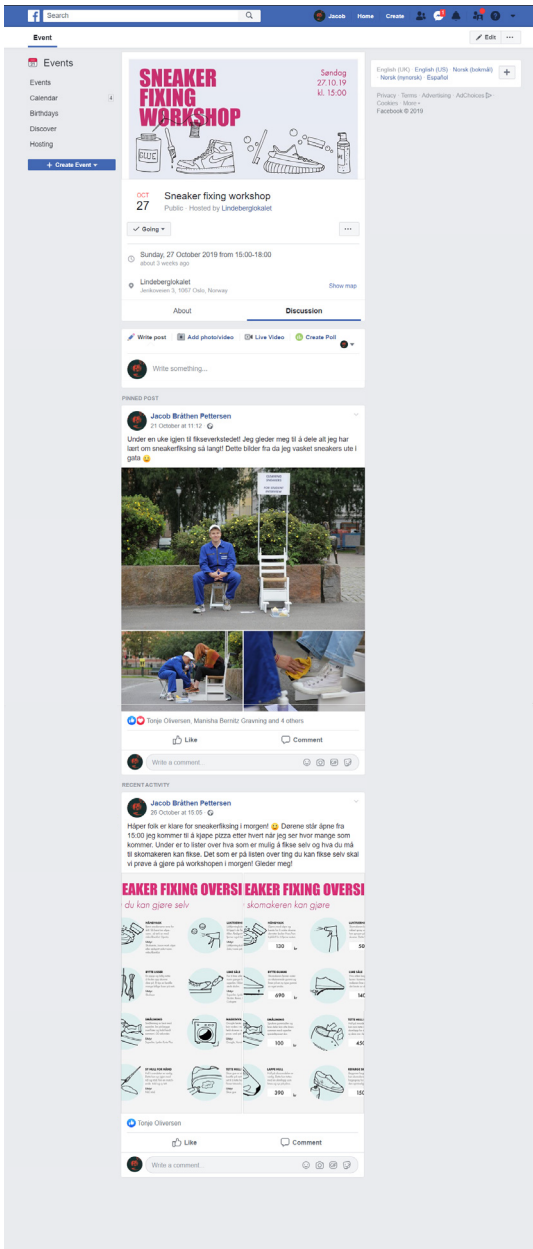 Search
Jacob Home Create
Event
Edit
Events
Events
Calendar 4
Birthdays
Discover
Hosting
+ Create Event
SNEAKER
FIXING
WORKSHOP
Søndag
27.10.19
kl. 15:00
GLUE
OCT
27
Sneaker fixing workshop
Public · Hosted by Lindeberglokalet
Going
Sunday, 27 October 2019 from 15:00-18:00
about 3 weeks ago
Lindeberglokalet
Jerikoveien 3, 1067 Oslo, Norway
Show map
About
Discussion
English (UK) · English (US) · Norsk (bokmål)
· Norsk (nynorsk) · Español
Privacy · Terms · Advertising · AdChoices
Cookies · More
Facebook © 2019
Write post Add photo/video Live Video Create Poll
Write something...
PINNED POST
Jacob Bråthen Pettersen
21 October at 11:12
Under en uke igjen til fikseverkstedet! Jeg gleder meg til å dele alt jeg har
lært om sneakerfiksing så langt! Dette bilder fra da jeg vasket sneakers ute i
gata
Tonje Oliversen, Manisha Bernitz Gravning and 4 others
Like
Comment
Write a comment...
RECENT ACTIVITY
Jacob Bråthen Pettersen
26 October at 15:05
Håper folk er klare for sneakerfiksing i morgen! Dørene står åpne fra
15:00 jeg kommer til å kjøpe pizza etter hvert når jeg ser hvor mange som
kommer. Under er to lister over hva som er mulig å fikse selv og hva du må
til skomakeren kan fikse. Det som er på listen over ting du kan fikse selv skal
vi prøve å gjøre på workshopen i morgen! Gleder meg!
EAKER FIXING OVERSI
du kan gjøre selv
EAKER FIXING OVERSI
skomakeren kan gjøre
130 kr
50
690 kr
140
100 kr
450
390 kr
150
Tonje Oliversen
Like
Comment
Write a comment...